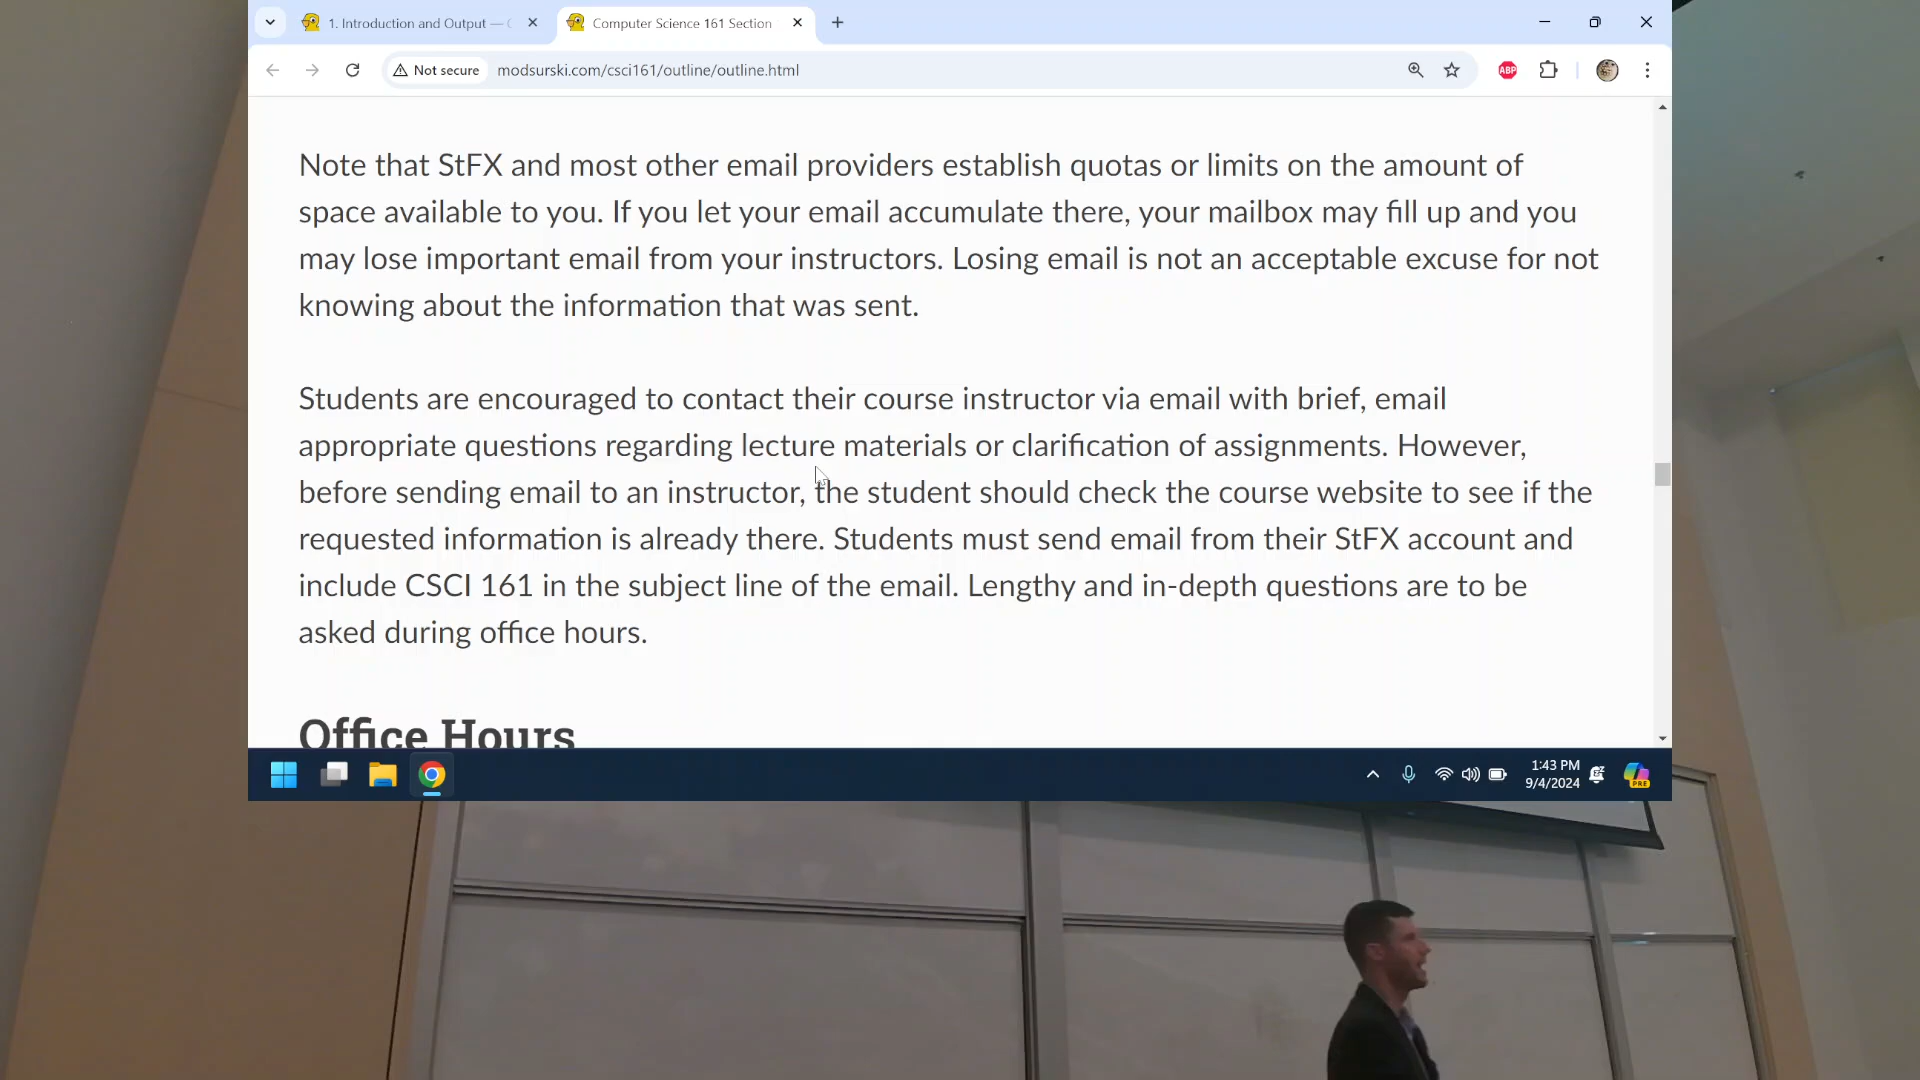 1. Introduction and Output —
Computer Science 161 Section
Not secure
modsurski.com/csci161/outline/outline.html
ABP
Note that StFX and most other email providers establish quotas or limits on the amount of
space available to you. If you let your email accumulate there, your mailbox may fill up and you
may lose important email from your instructors. Losing email is not an acceptable excuse for not
knowing about the information that was sent.
Students are encouraged to contact their course instructor via email with brief, email
appropriate questions regarding lecture materials or clarification of assignments. However,
before sending email to an instructor, the student should check the course website to see if the
requested information is already there. Students must send email from their StFX account and
include CSCI 161 in the subject line of the email. Lengthy and in-depth questions are to be
asked during office hours.
Office Hours
1:43 PM
9/4/2024
PRE